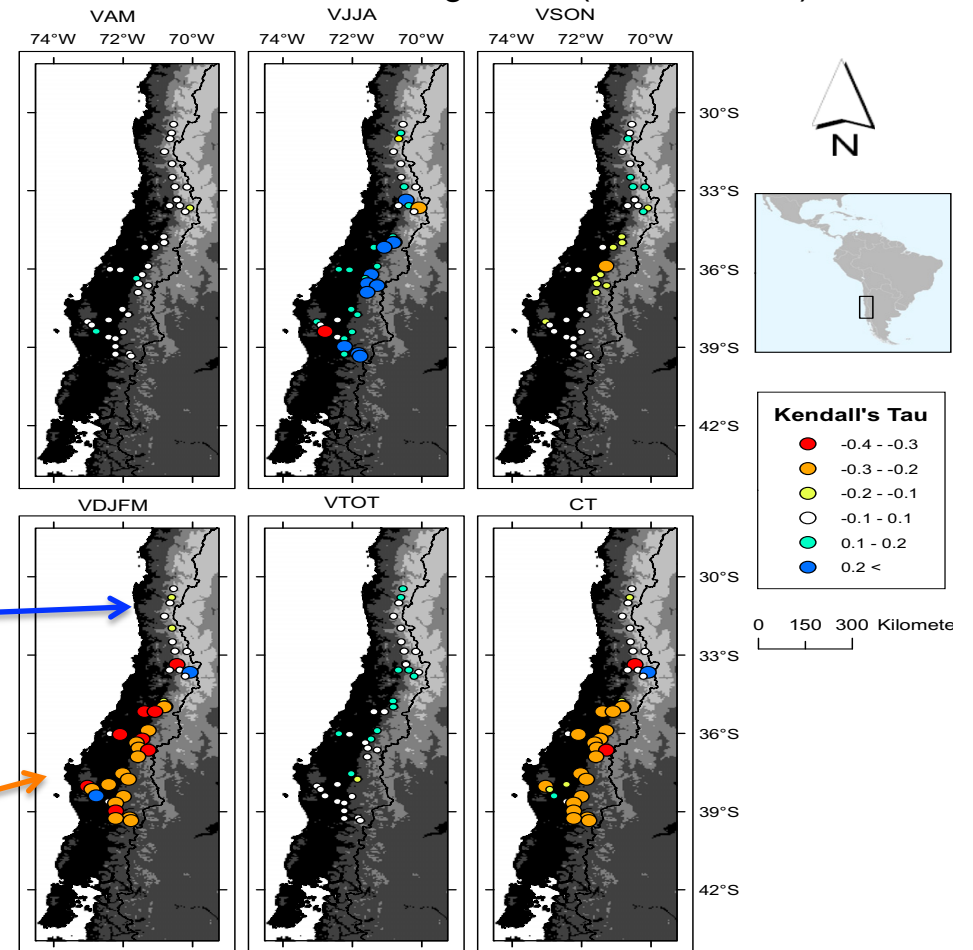 VAM
VJJA
VSON
74°W 72°W 70°W
74°W 72°W 70°W
74°W 72°W 70°W
30°S
33°S
36°S
39°S
42°S
N
VDJFM
VTOT
CT
30°S
33°S
36°S
39°S
42°S
Kendall's Tau
-0.4 - -0.3
-0.3 - -0.2
-0.2 - -0.1
-0.1 - 0.1
0.1 - 0.2
0.2 <
0 150 300 Kilomete